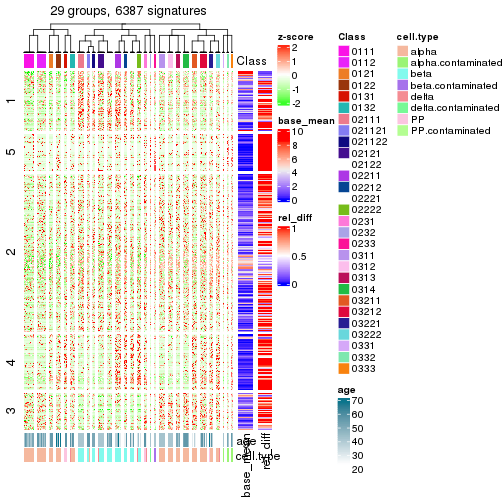 29 groups, 6387 signatures
Class
1
5
2
4
3
age
cell.type
base_mean
rel_diff
z-score
2
1
0
-1
-2
base_mean
10
8
6
4
2
0
rel_diff
1
0.5
0
Class
0111
0112
0121
0122
0131
0132
02111
021121
021122
02121
02122
02211
02212
02221
02222
0231
0232
0233
0311
0312
0313
0314
03211
03212
03221
03222
0331
0332
0333
age
70
60
50
40
30
20
cell.type
alpha
alpha.contaminated
beta
beta.contaminated
delta
delta.contaminated
PP
PP.contaminated